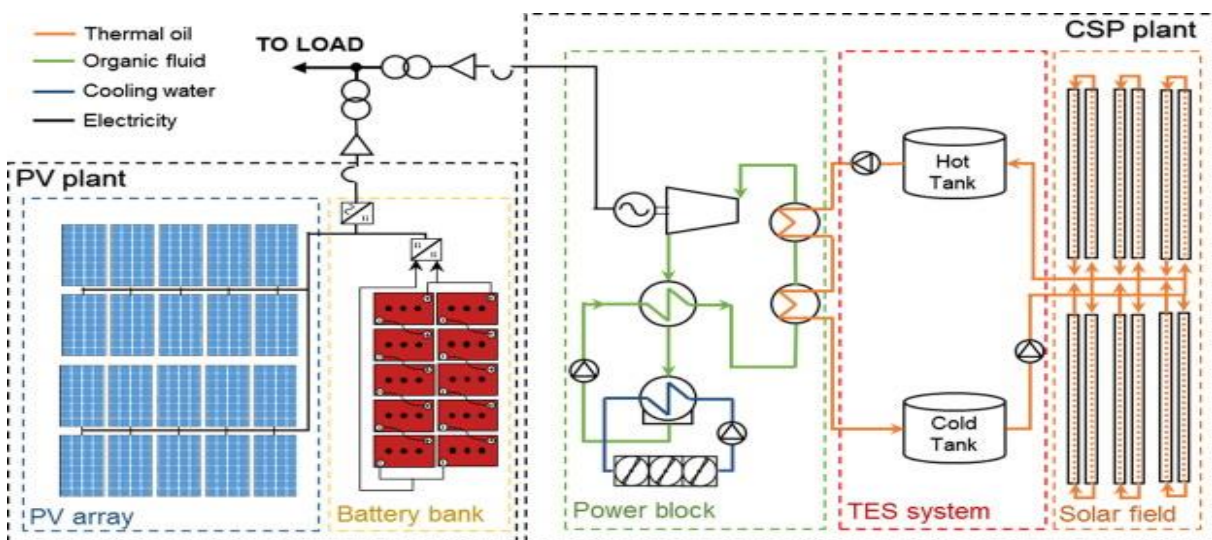 Thermal oil
Organic fluid
Cooling water
Electricity
TO LOAD
CSP plant
PV plant
Hot
Tank
Cold
Tank
PV array
Battery bank
Power block
TES system
Solar field